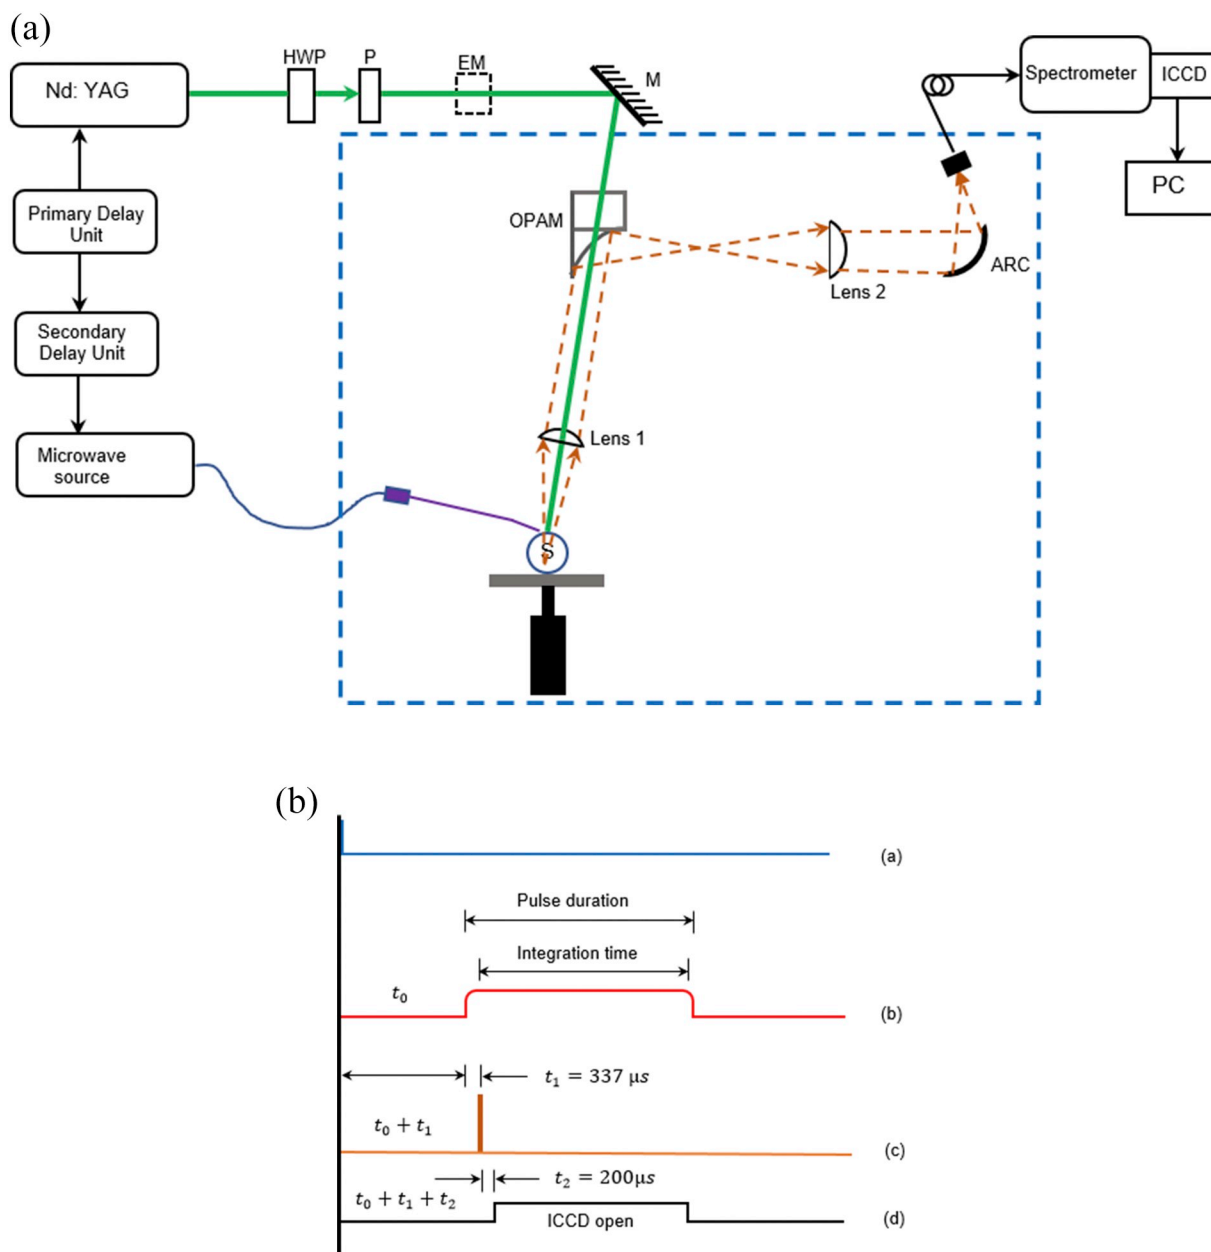 (a)
HWP
P
EM
M
Nd: YAG
Spectrometer
ICCD
PC
Primary Delay
Unit
OPAM
Lens 2
ARC
Secondary
Delay Unit
Lens 1
Microwave
source
S
(b)
(a)
Pulse duration
Integration time
t₀
(b)
t₁ = 337 μs
t₀ + t₁
(c)
t₂ = 200μs
t₀ + t₁ + t₂
ICCD open
(d)